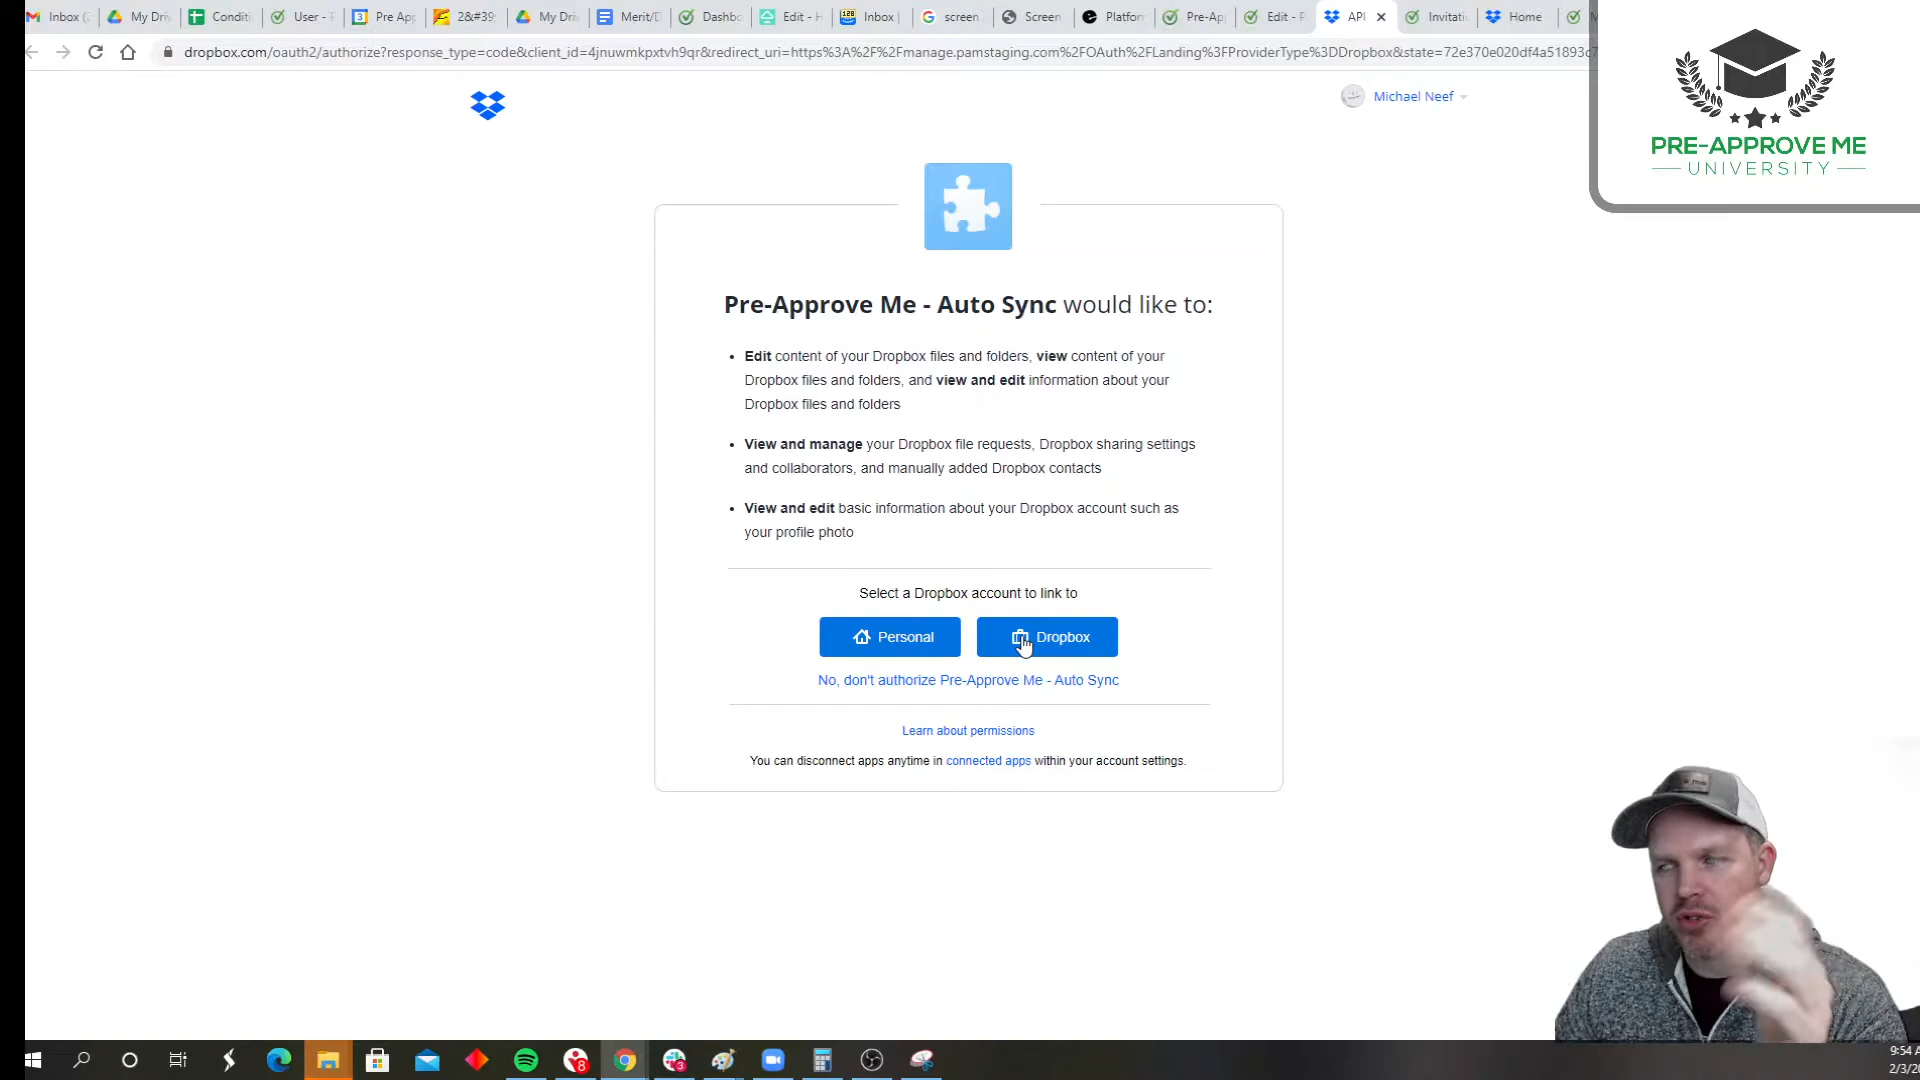 Inbox (
My Driv
Conditi
User - F
Pre App
2&#39;
My Driv
Merit/D
Dashbo
Edit - H
Inbox
screen
Screen
Platfor
Pre-Ap
Edit - P
API
Invitati
Home
dropbox.com/oauth2/authorize?response_type=code&client_id=4jnuwmkpxtvh9qr&redirect_uri=https%3A%2F%2Fmanage.pamstaging.com%2FOAuth%2FLanding%3FProviderType%3DDropbox&state=72e370e020df4a51893c7
Michael Neef
PRE-APPROVE ME
UNIVERSITY
Pre-Approve Me - Auto Sync would like to:
• Edit content of your Dropbox files and folders, view content of your
Dropbox files and folders, and view and edit information about your
Dropbox files and folders
• View and manage your Dropbox file requests, Dropbox sharing settings
and collaborators, and manually added Dropbox contacts
• View and edit basic information about your Dropbox account such as
your profile photo
Select a Dropbox account to link to
Personal
Dropbox
No, don't authorize Pre-Approve Me - Auto Sync
Learn about permissions
You can disconnect apps anytime in connected apps within your account settings.
9:54 A
2/3/20